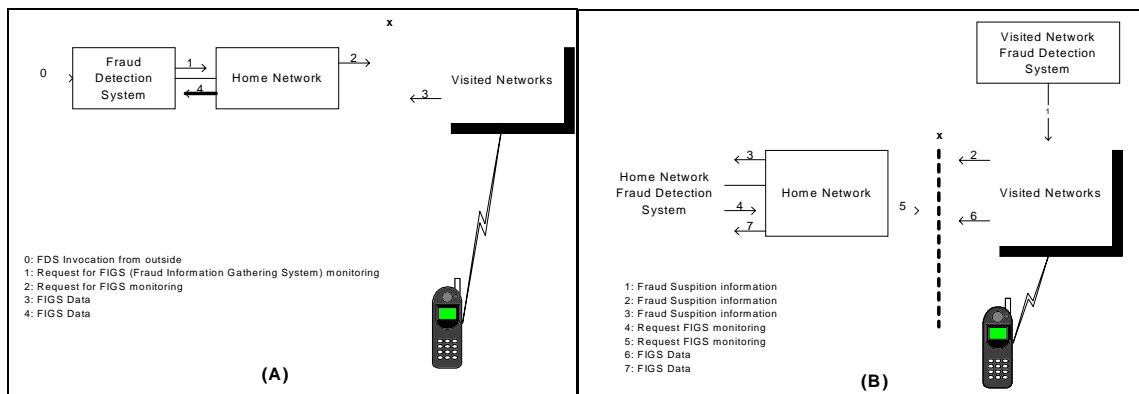 x
0
Fraud
Detection
System
1
4
Home Network
2
Visited Networks
3
0: FDS Invocation from outside
1: Request for FIGS (Fraud Information Gathering System) monitoring
2: Request for FIGS monitoring
3: FIGS Data
4: FIGS Data
(A)
Visited Network
Fraud Detection
System
1
x
3
2
Home Network
Fraud Detection
System
4
7
Home Network
5
Visited Networks
6
1: Fraud Suspition information
2: Fraud Suspition information
3: Fraud Suspition information
4: Request FIGS monitoring
5: Request FIGS monitoring
6: FIGS Data
7: FIGS Data
(B)